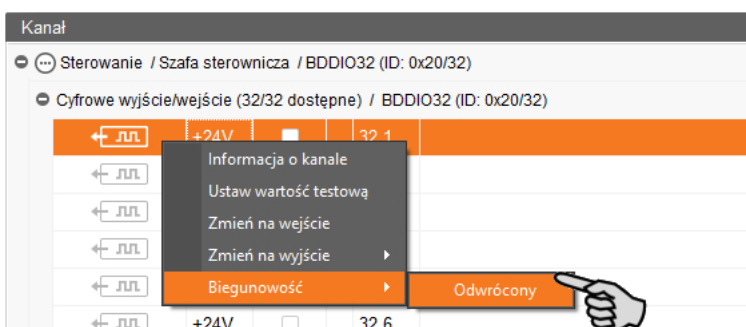 Kanał
Sterowanie / Szafa sterownicza / BDDIO32 (ID: 0x20/32)
Cyfrowe wyjście/wejście (32/32 dostępne) / BDDIO32 (ID: 0x20/32)
+24V 32.1
Informacja o kanale
Ustaw wartość testową
Zmień na wejście
Zmień na wyjście
Biegunowość Odwrócony
+24V 32.6